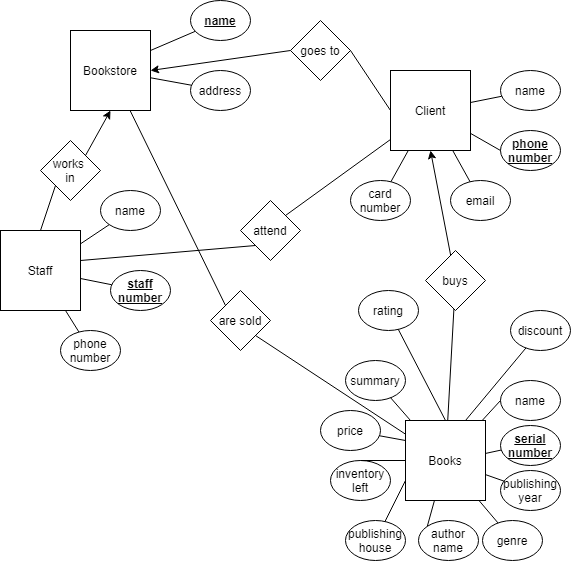 name
goes to
Bookstore
address
name
Client
phone
number
works
in
card
number
email
name
attend
Staff
staff
number
buys
rating
are sold
discount
phone
number
summary
name
price
serial
number
Books
inventory
left
publishing
year
publishing
house
author
name
genre